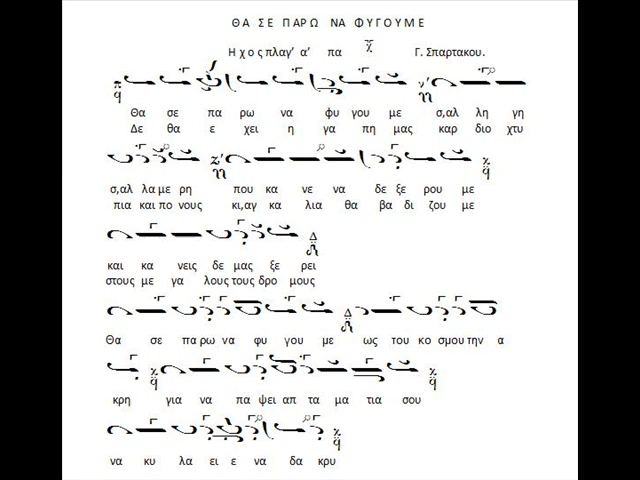 ΘΑ ΣΕ ΠΑΡΩ ΝΑ ΦΥΓΟΥΜΕ
Η χ ο ς πλαγ’ α’ πα Γ. Σπαρτακου.
Θα σε πα ρω να φυ γου με σ,αλ λη γη
Δε θα ε χει η γα πη μας καρ διο χτυ
σ,αλ λα με ρη που κα νε να δε ξε ρου με
πια και πο νους κι,αγ κα λια θα βα δι ζου με
και κα νεις δε μας ξε ρει
στους με γα λους τους δρο μους
Θα σε πα ρω να φυ γου με ως του κο σμου την α
κρη για να πα ψει απ τα μα τια σου
να κυ λα ει ε να δα κρυ